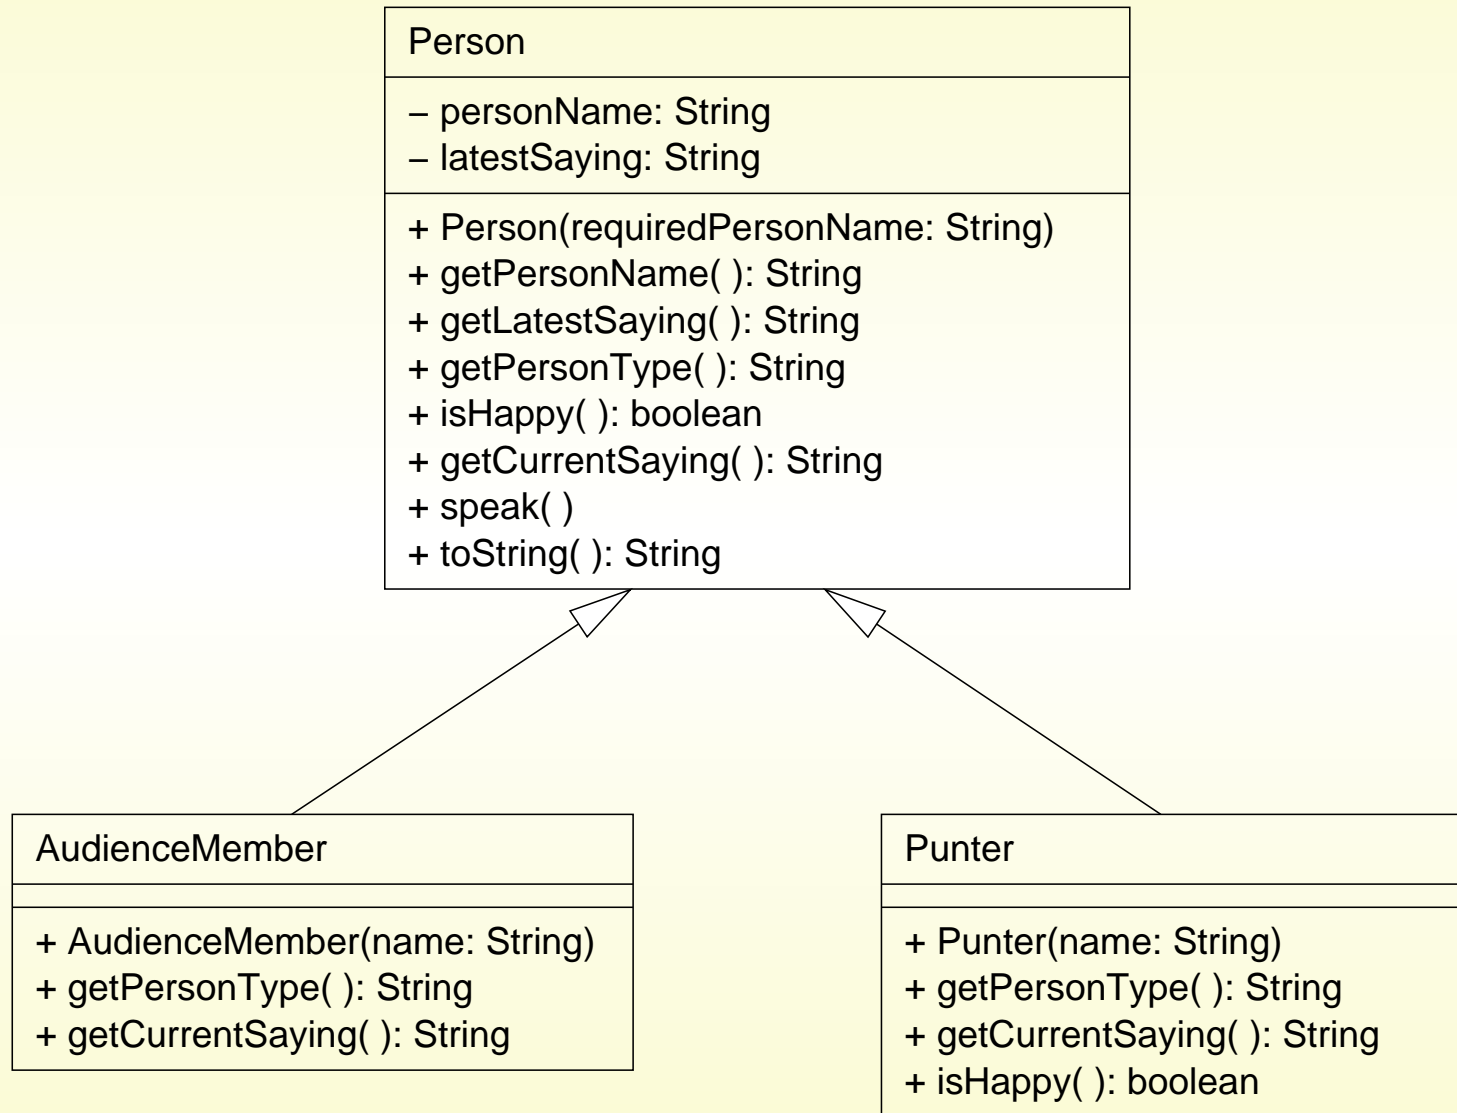 Person
– personName: String
– latestSaying: String
+ Person(requiredPersonName: String)
+ getPersonName( ): String
+ getLatestSaying( ): String
+ getPersonType( ): String
+ isHappy( ): boolean
+ getCurrentSaying( ): String
+ speak( )
+ toString( ): String
AudienceMember
+ AudienceMember(name: String)
+ getPersonType( ): String
+ getCurrentSaying( ): String
Punter
+ Punter(name: String)
+ getPersonType( ): String
+ getCurrentSaying( ): String
+ isHappy( ): boolean